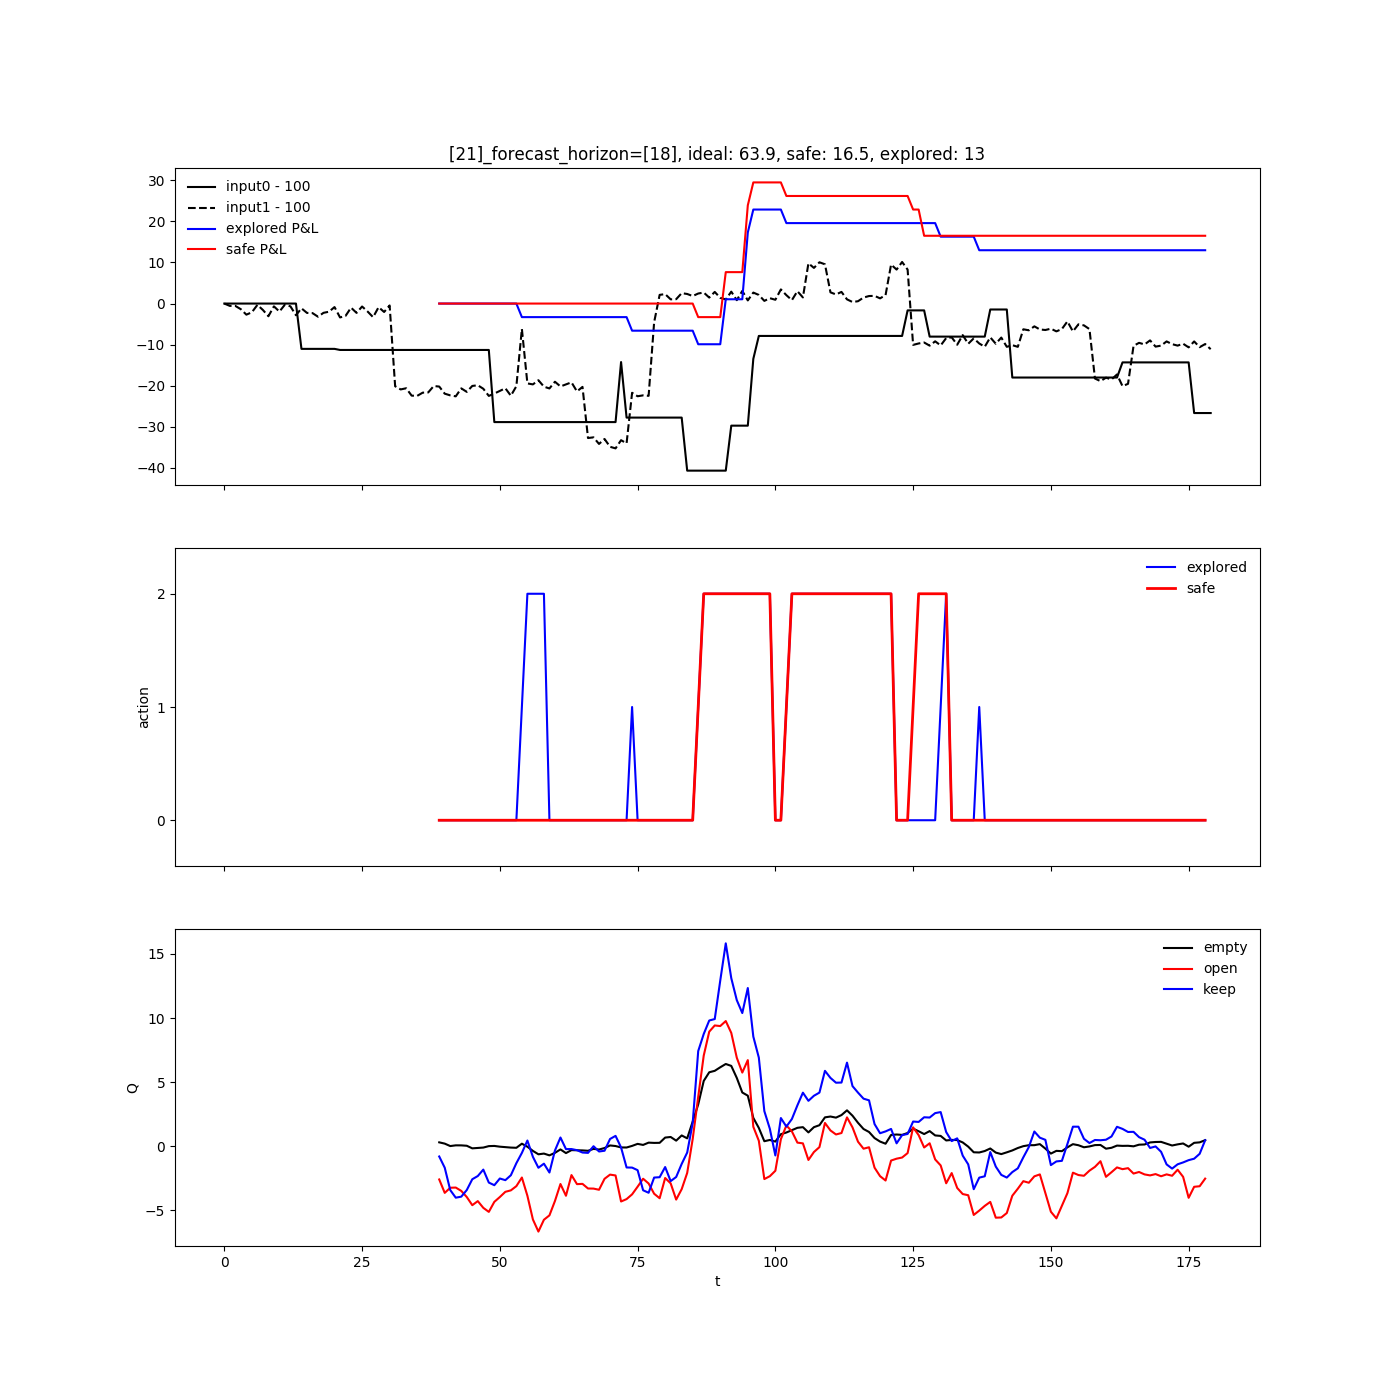 [21]_forecast_horizon=[18], ideal: 63.9, safe: 16.5, explored: 13
30
20
10
0
−10
−20
−30
−40
input0 - 100
input1 - 100
explored P&L
safe P&L
action
2
1
0
explored
safe
Q
15
10
5
0
−5
empty
open
keep
0 25 50 75 100 125 150 175
t